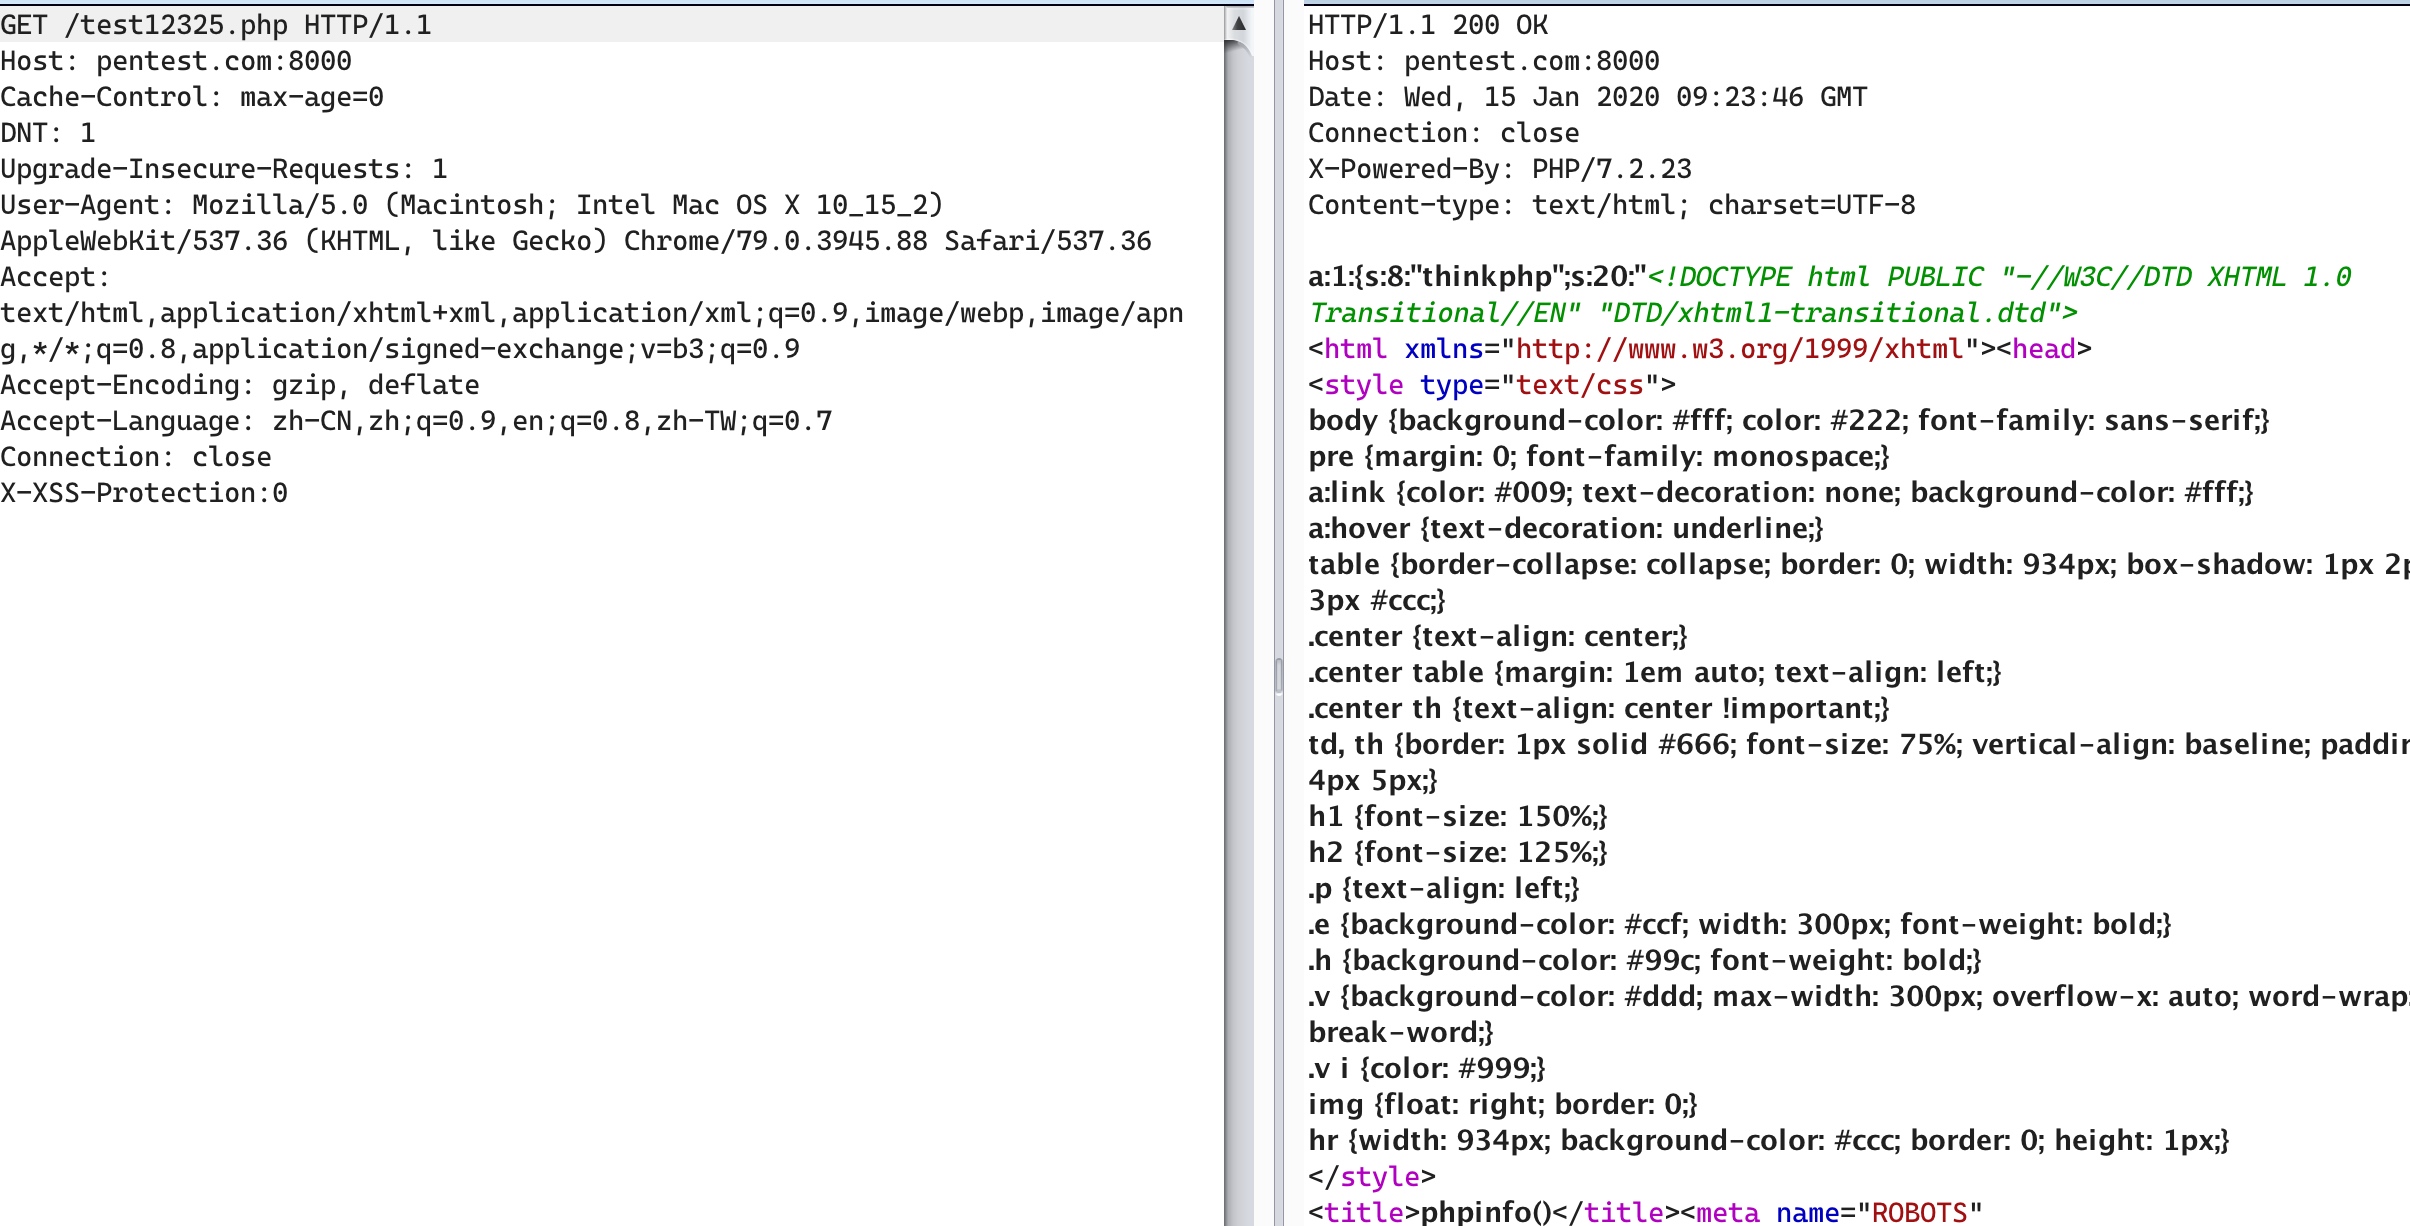 GET /test12325.php HTTP/1.1
Host: pentest.com:8000
Cache-Control: max-age=0
DNT: 1
Upgrade-Insecure-Requests: 1
User-Agent: Mozilla/5.0 (Macintosh; Intel Mac OS X 10_15_2)
AppleWebKit/537.36 (KHTML, like Gecko) Chrome/79.0.3945.88 Safari/537.36
Accept:
text/html,application/xhtml+xml,application/xml;q=0.9,image/webp,image/apn
g,*/*;q=0.8,application/signed-exchange;v=b3;q=0.9
Accept-Encoding: gzip, deflate
Accept-Language: zh-CN,zh;q=0.9,en;q=0.8,zh-TW;q=0.7
Connection: close
X-XSS-Protection:0
HTTP/1.1 200 OK
Host: pentest.com:8000
Date: Wed, 15 Jan 2020 09:23:46 GMT
Connection: close
X-Powered-By: PHP/7.2.23
Content-type: text/html; charset=UTF-8
a:1:{s:8:"thinkphp";s:20:"<!DOCTYPE html PUBLIC "-//W3C//DTD XHTML 1.0
Transitional//EN" "DTD/xhtml1-transitional.dtd">
<html xmlns="http://www.w3.org/1999/xhtml"><head>
<style type="text/css">
body {background-color: #fff; color: #222; font-family: sans-serif;}
pre {margin: 0; font-family: monospace;}
a:link {color: #009; text-decoration: none; background-color: #fff;}
a:hover {text-decoration: underline;}
table {border-collapse: collapse; border: 0; width: 934px; box-shadow: 1px 2p
3px #ccc;}
.center {text-align: center;}
.center table {margin: 1em auto; text-align: left;}
.center th {text-align: center !important;}
td, th {border: 1px solid #666; font-size: 75%; vertical-align: baseline; paddin
4px 5px;}
h1 {font-size: 150%;}
h2 {font-size: 125%;}
.p {text-align: left;}
.e {background-color: #ccf; width: 300px; font-weight: bold;}
.h {background-color: #99c; font-weight: bold;}
.v {background-color: #ddd; max-width: 300px; overflow-x: auto; word-wrap:
break-word;}
.v i {color: #999;}
img {float: right; border: 0;}
hr {width: 934px; background-color: #ccc; border: 0; height: 1px;}
</style>
<title>phpinfo()</title><meta name="ROBOTS"